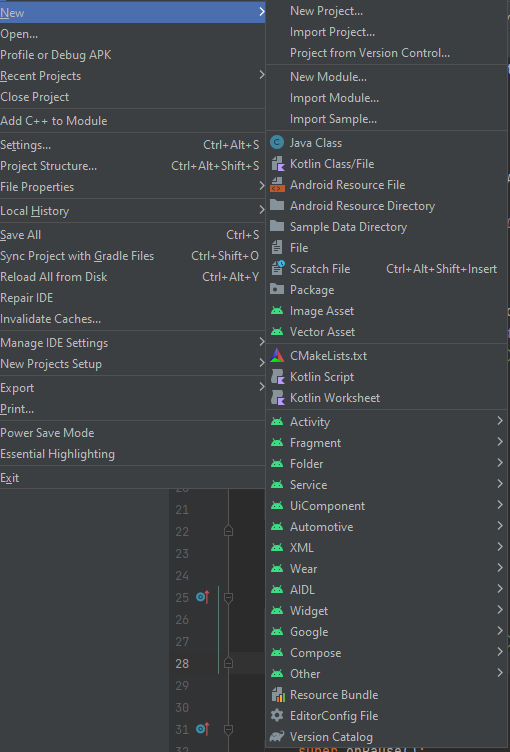 New
Open...
Profile or Debug APK
Recent Projects
Close Project
Add C++ to Module
Settings... Ctrl+Alt+S
Project Structure... Ctrl+Alt+Shift+S
File Properties
Local History
Save All Ctrl+S
Sync Project with Gradle Files Ctrl+Shift+O
Reload All from Disk Ctrl+Alt+Y
Repair IDE
Invalidate Caches...
Manage IDE Settings
New Projects Setup
Export
Print...
Power Save Mode
Essential Highlighting
Exit
New Project...
Import Project...
Project from Version Control...
New Module...
Import Module...
Import Sample...
Java Class
Kotlin Class/File
Android Resource File
Android Resource Directory
Sample Data Directory
File
Scratch File Ctrl+Alt+Shift+Insert
Package
Image Asset
Vector Asset
CMakeLists.txt
Kotlin Script
Kotlin Worksheet
Activity
Fragment
Folder
Service
UiComponent
Automotive
XML
Wear
AIDL
Widget
Google
Compose
Other
Resource Bundle
EditorConfig File
Version Catalog
21
22
23
24
25
26
27
28
29
30
31
32
super.onPause();